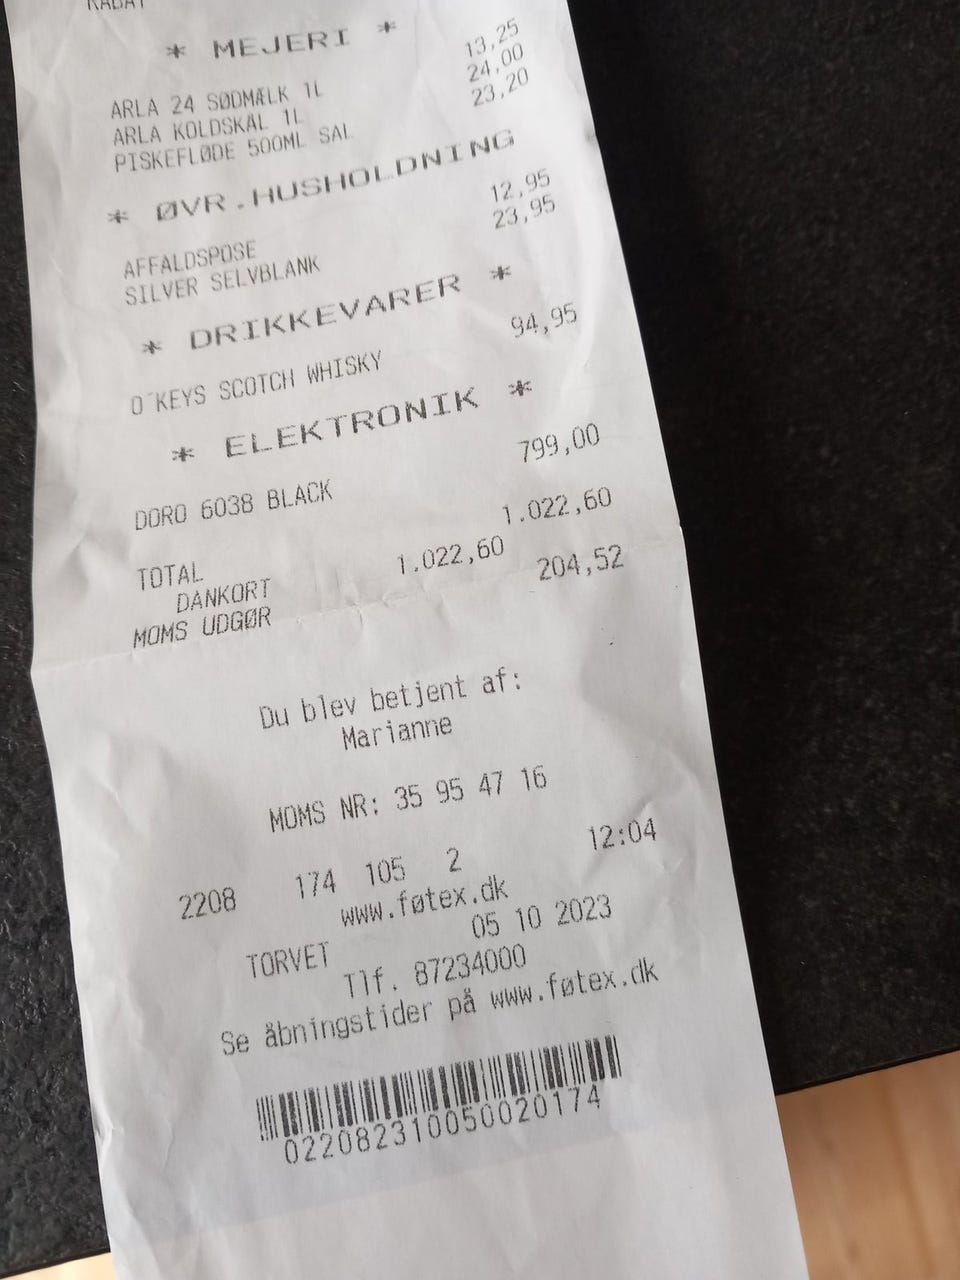 RABAT
* MEJERI *
ARLA 24 SØDMÆLK 1L 13,25
ARLA KOLDSKÅL 1L 24,00
PISKEFLØDE 500ML SAL 23,20
* ØVR.HUSHOLDNING
AFFALDSPOSE 12,95
SILVER SELVBLANK 23,95
* DRIKKEVARER *
O´KEYS SCOTCH WHISKY 94,95
* ELEKTRONIK *
DORO 6038 BLACK 799,00
TOTAL 1.022,60
DANKORT 1.022,60
MOMS UDGØR 204,52
Du blev betjent af:
Marianne
MOMS NR: 35 95 47 16
2208 174 105 2 12:04
www.føtex.dk
TORVET 05 10 2023
Tlf. 87234000
Se åbningstider på www.føtex.dk
022082310050020174